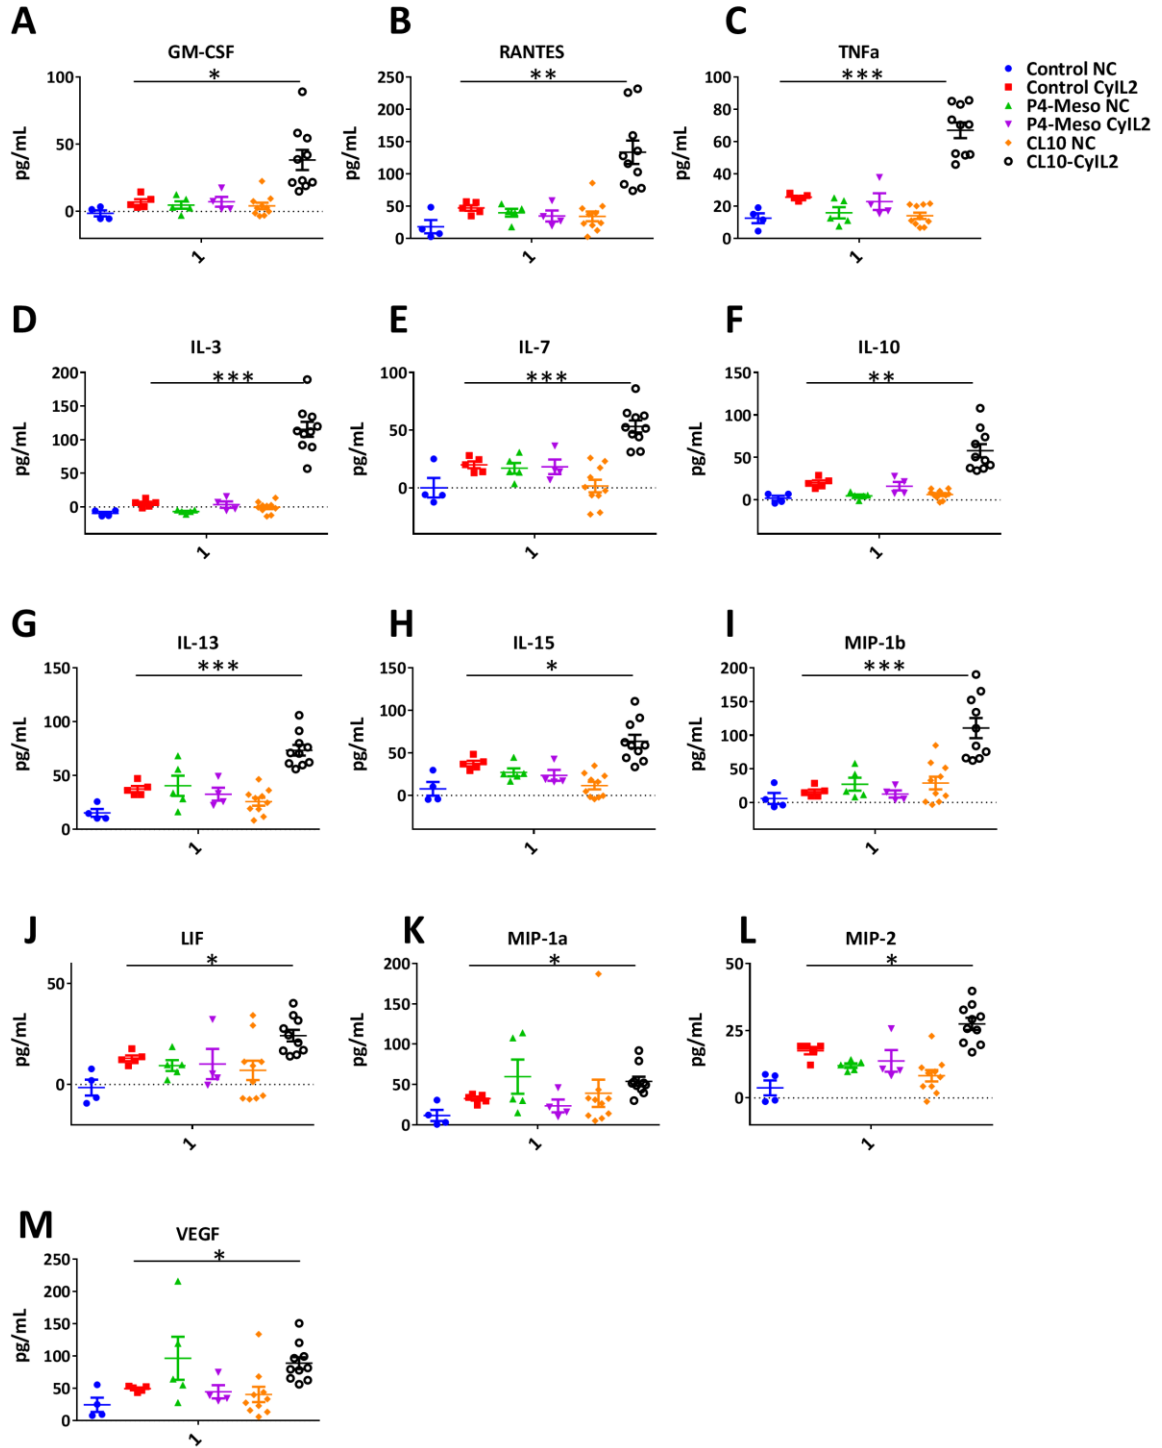 A
B
C
GM-CSF
RANTES
TNFa
*
**
***
Control NC
Control CyIL2
P4-Meso NC
P4-Meso CyIL2
CL10 NC
CL10-CyIL2
pg/mL
100
50
0
1
pg/mL
250
200
150
100
50
0
1
pg/mL
100
80
60
40
20
0
1
D
E
F
IL-3
IL-7
IL-10
***
***
**
pg/mL
200
150
100
50
0
1
pg/mL
100
50
0
1
pg/mL
150
100
50
0
1
G
H
I
IL-13
IL-15
MIP-1b
***
*
***
pg/mL
150
100
50
0
1
pg/mL
150
100
50
0
1
pg/mL
200
150
100
50
0
1
J
K
L
LIF
MIP-1a
MIP-2
*
*
*
pg/mL
50
0
1
pg/mL
200
150
100
50
0
1
pg/mL
50
25
0
1
M
VEGF
*
pg/mL
250
200
150
100
50
0
1